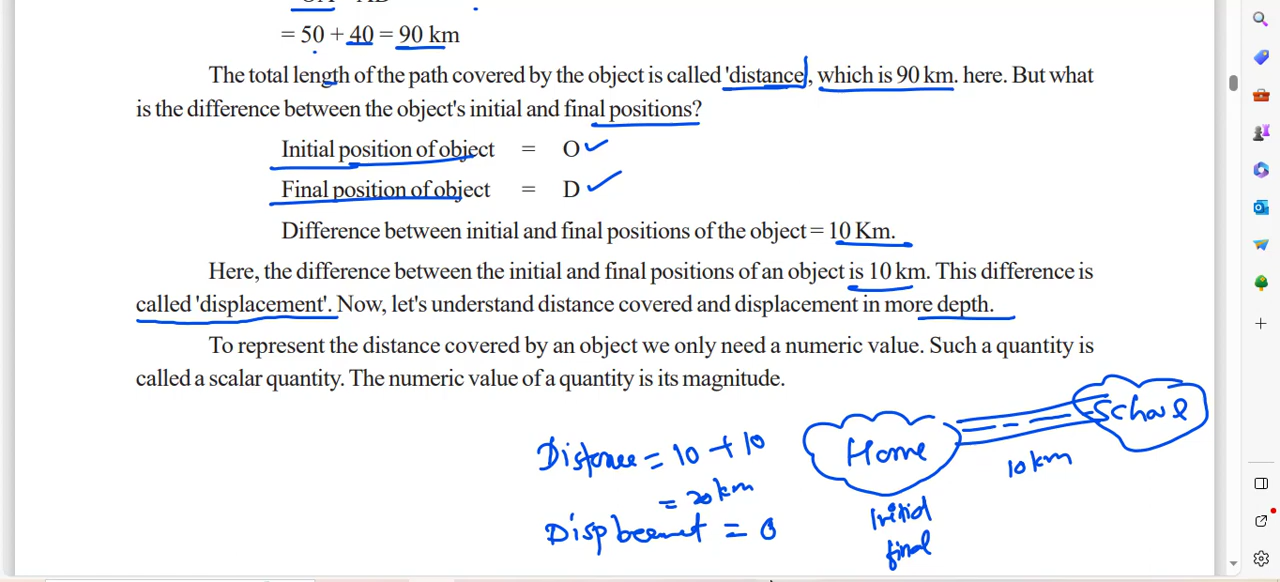 = 50 + 40 = 90 km
The total length of the path covered by the object is called 'distance', which is 90 km. here. But what
is the difference between the object's initial and final positions?
Initial position of object = O
Final position of object = D
Difference between initial and final positions of the object = 10 Km.
Here, the difference between the initial and final positions of an object is 10 km. This difference is
called 'displacement'. Now, let's understand distance covered and displacement in more depth.
To represent the distance covered by an object we only need a numeric value. Such a quantity is
called a scalar quantity. The numeric value of a quantity is its magnitude.
School
Home
10 km
Distance = 10 + 10
= 20 km
Displacement = 0
Initial
final